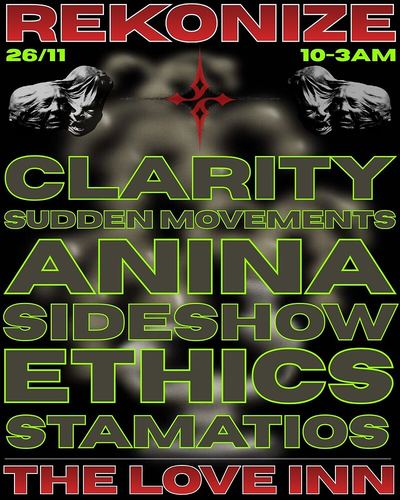 REKONIZE
26/11 10-3AM
CLARITY
SUDDEN MOVEMENTS
ANINA
SIDESHOW
ETHICS
STAMATIOS
THE LOVE INN